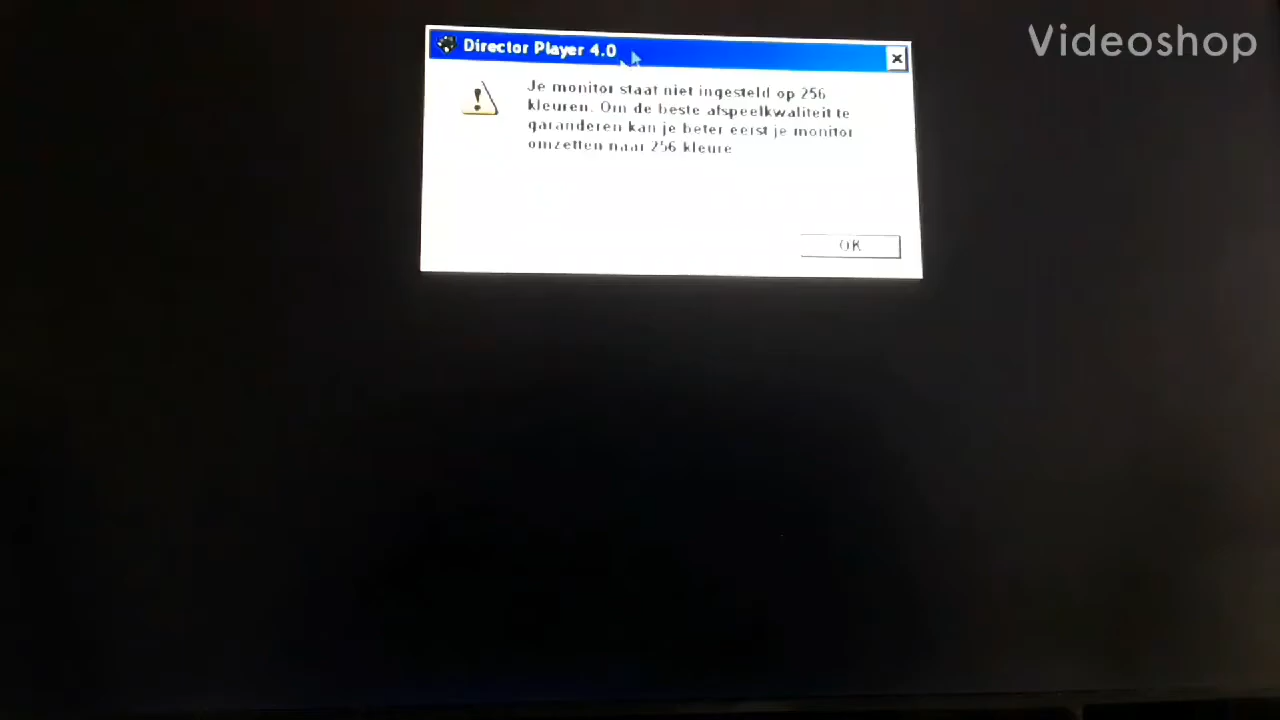 Videoshop
Director Player 4.0
Je monitor staat niet ingesteld op 256
kleuren. Om de beste afspeelkwaliteit te
garanderen kan je beter eerst je monitor
omzetten naar 256 kleure
OK